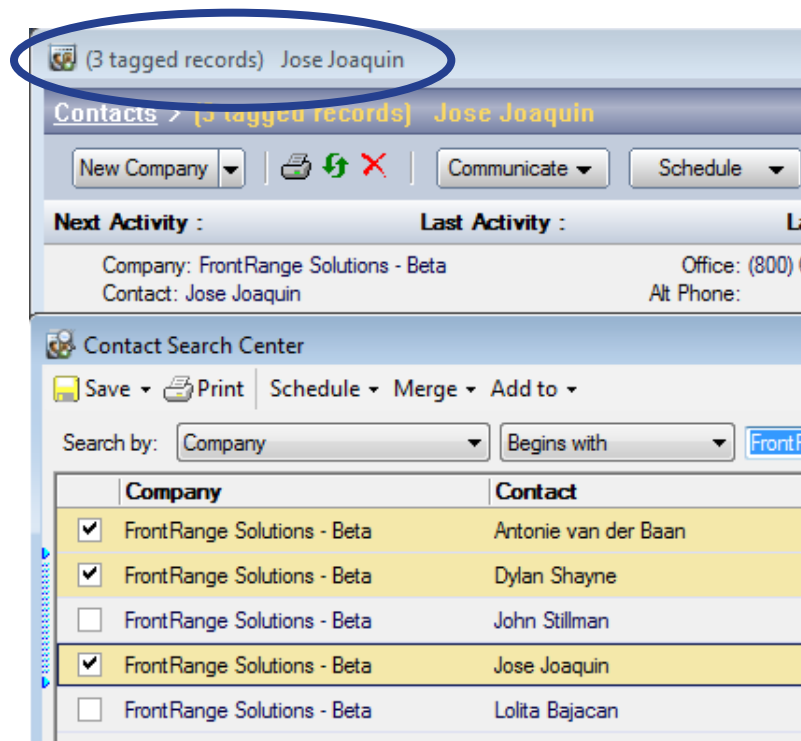 (3 tagged records) Jose Joaquin
Contacts > (3 tagged records) Jose Joaquin
New Company Communicate Schedule
Next Activity : Last Activity :
Company: FrontRange Solutions - Beta Office: (800)
Contact: Jose Joaquin Alt Phone:
Contact Search Center
Save Print Schedule Merge Add to
Search by: Company Begins with
Company Contact
FrontRange Solutions - Beta Antonie van der Baan
FrontRange Solutions - Beta Dylan Shayne
FrontRange Solutions - Beta John Stillman
FrontRange Solutions - Beta Jose Joaquin
FrontRange Solutions - Beta Lolita Bajacan